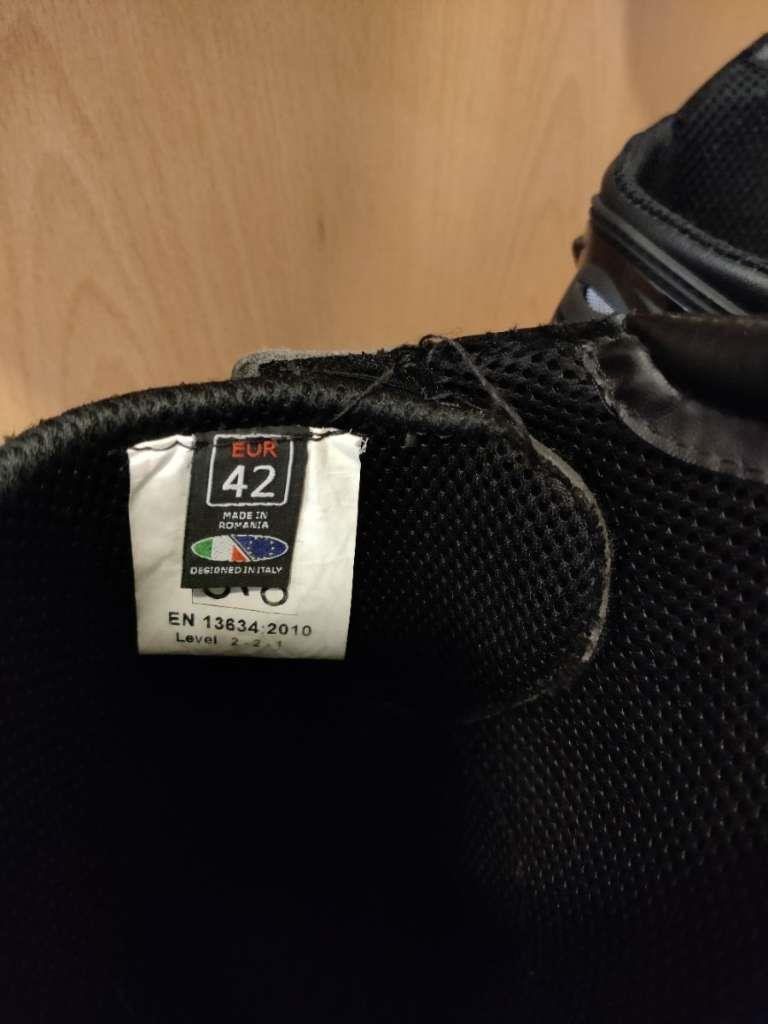 EUR
42
MADE IN
ROMANIA
DESIGNED IN ITALY
EN 13634:2010
Level 2 - 2 - 1